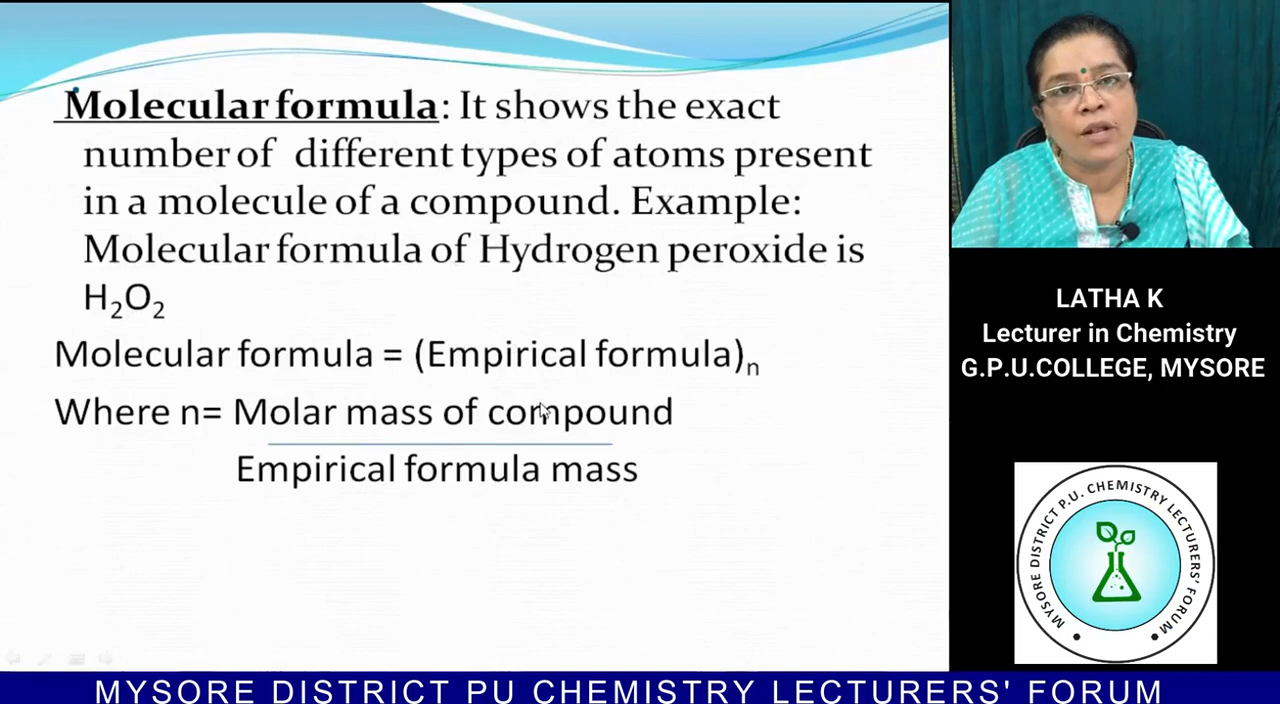 Molecular formula: It shows the exact
number of different types of atoms present
in a molecule of a compound. Example:
Molecular formula of Hydrogen peroxide is
H₂O₂
Molecular formula = (Empirical formula)ₙ
Where n= Molar mass of compound
Empirical formula mass
LATHA K
Lecturer in Chemistry
G.P.U.COLLEGE, MYSORE
MYSORE DISTRICT P.U. CHEMISTRY LECTURERS' FORUM
MYSORE DISTRICT PU CHEMISTRY LECTURERS' FORUM